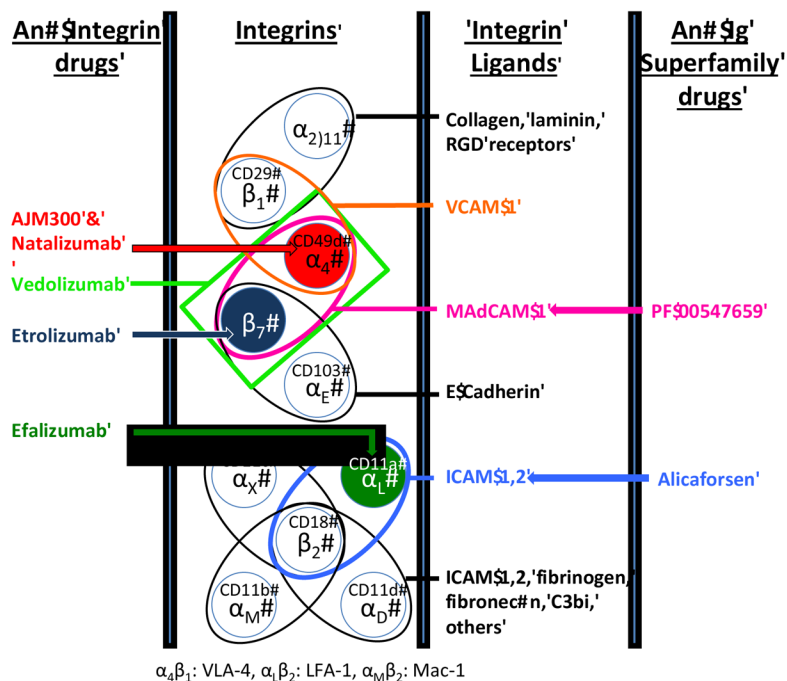 An#$Integrin'
drugs'
Integrins'
'Integrin'
Ligands'
An#$Ig'
Superfamily'
drugs'
α2)11#
Collagen,'laminin,'
RGD'receptors'
CD29#
β1#
VCAM$1'
AJM300'&'
Natalizumab'
'
CD49d#
α4#
Vedolizumab'
MAdCAM$1'
PF$00547659'
Etrolizumab'
β7#
CD103#
αE#
E$Cadherin'
Efalizumab'
CD11a#
αL#
αX#
ICAM$1,2'
Alicaforsen'
CD18#
β2#
CD11b#
αM#
CD11d#
αD#
ICAM$1,2,'fibrinogen,'
fibronec#n,'C3bi,'
others'
α4β1: VLA-4, αLβ2: LFA-1, αMβ2: Mac-1